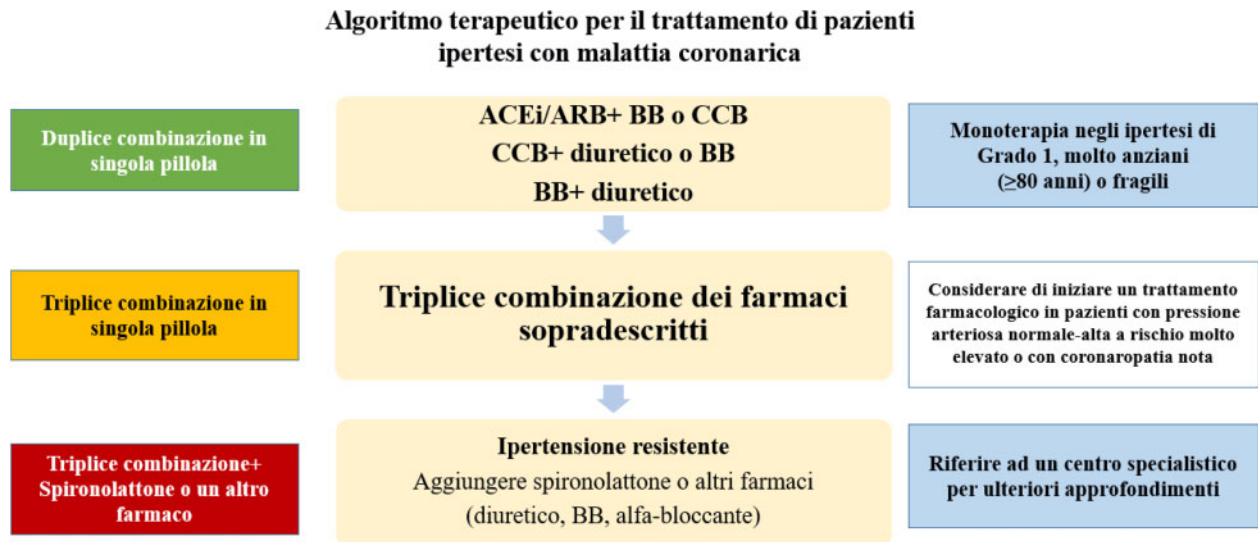 Algoritmo terapeutico per il trattamento di pazienti
ipertesi con malattia coronarica
Duplice combinazione in
singola pillola
ACEi/ARB+ BB o CCB
CCB+ diuretico o BB
BB+ diuretico
Monoterapia negli ipertesi di
Grado 1, molto anziani
(≥80 anni) o fragili
Triplice combinazione in
singola pillola
Triplice combinazione dei farmaci
sopradescritti
Considerare di iniziare un trattamento
farmacologico in pazienti con pressione
arteriosa normale-alta a rischio molto
elevato o con coronaropatia nota
Triplice combinazione+
Spironolattone o un altro
farmaco
Ipertensione resistente
Aggiungere spironolattone o altri farmaci
(diuretico, BB, alfa-bloccante)
Riferire ad un centro specialistico
per ulteriori approfondimenti